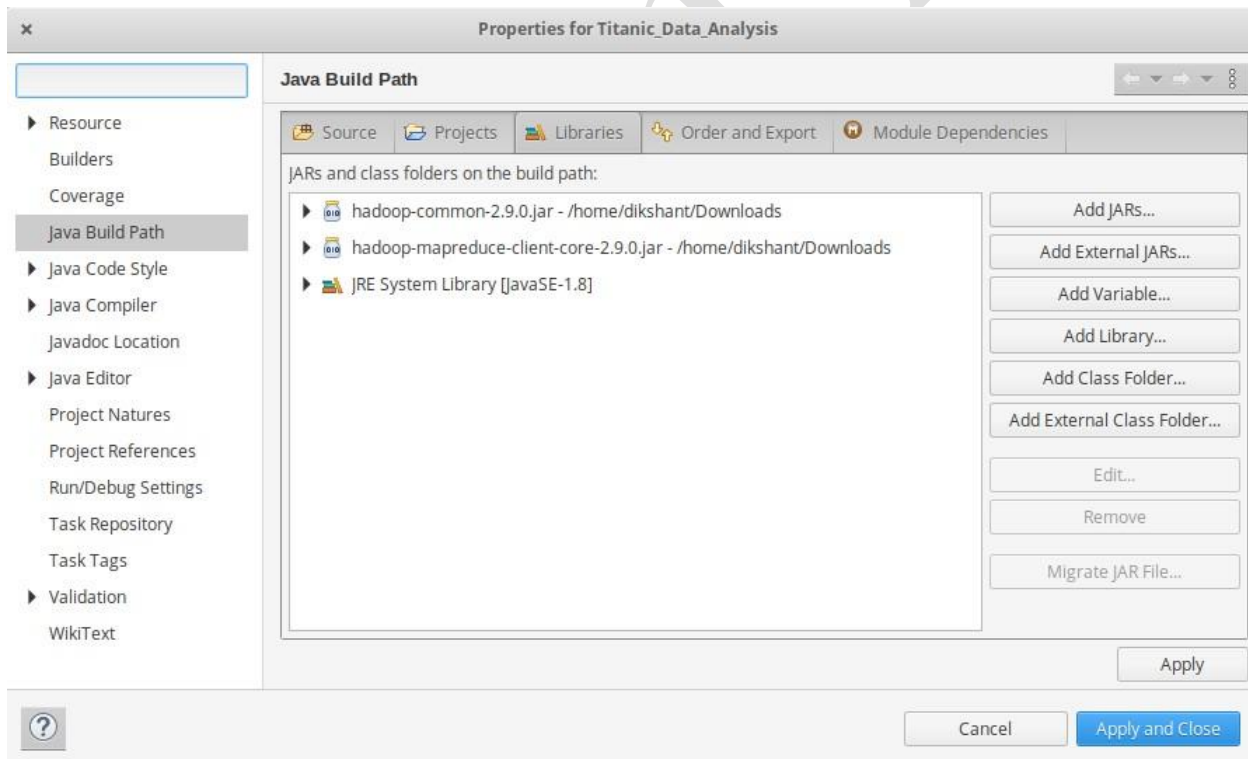 Properties for Titanic_Data_Analysis
Java Build Path
Resource
Builders
Coverage
Java Build Path
Java Code Style
Java Compiler
Javadoc Location
Java Editor
Project Natures
Project References
Run/Debug Settings
Task Repository
Task Tags
Validation
WikiText
Source Projects Libraries Order and Export Module Dependencies
JARs and class folders on the build path:
hadoop-common-2.9.0.jar - /home/dikshant/Downloads
hadoop-mapreduce-client-core-2.9.0.jar - /home/dikshant/Downloads
JRE System Library [JavaSE-1.8]
Add JARs...
Add External JARs...
Add Variable...
Add Library...
Add Class Folder...
Add External Class Folder...
Edit...
Remove
Migrate JAR File...
Apply
?
Cancel
Apply and Close